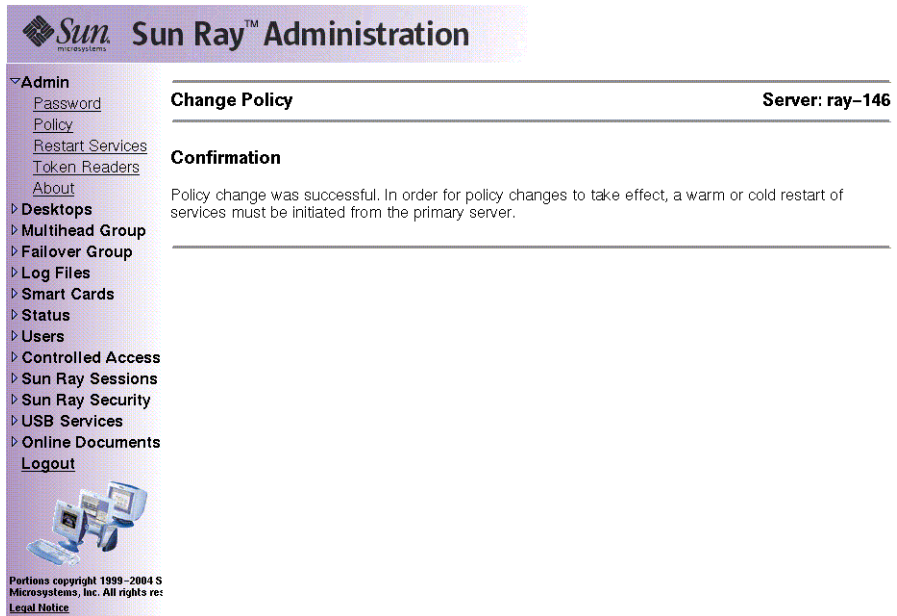 Sun microsystems
Sun Ray™ Administration
Admin
Password
Policy
Restart Services
Token Readers
About
Desktops
Multihead Group
Failover Group
Log Files
Smart Cards
Status
Users
Controlled Access
Sun Ray Sessions
Sun Ray Security
USB Services
Online Documents
Logout
Portions copyright 1999–2004 S
Microsystems, Inc. All rights res
Legal Notice
Change Policy
Server: ray–146
Confirmation
Policy change was successful. In order for policy changes to take effect, a warm or cold restart of
services must be initiated from the primary server.